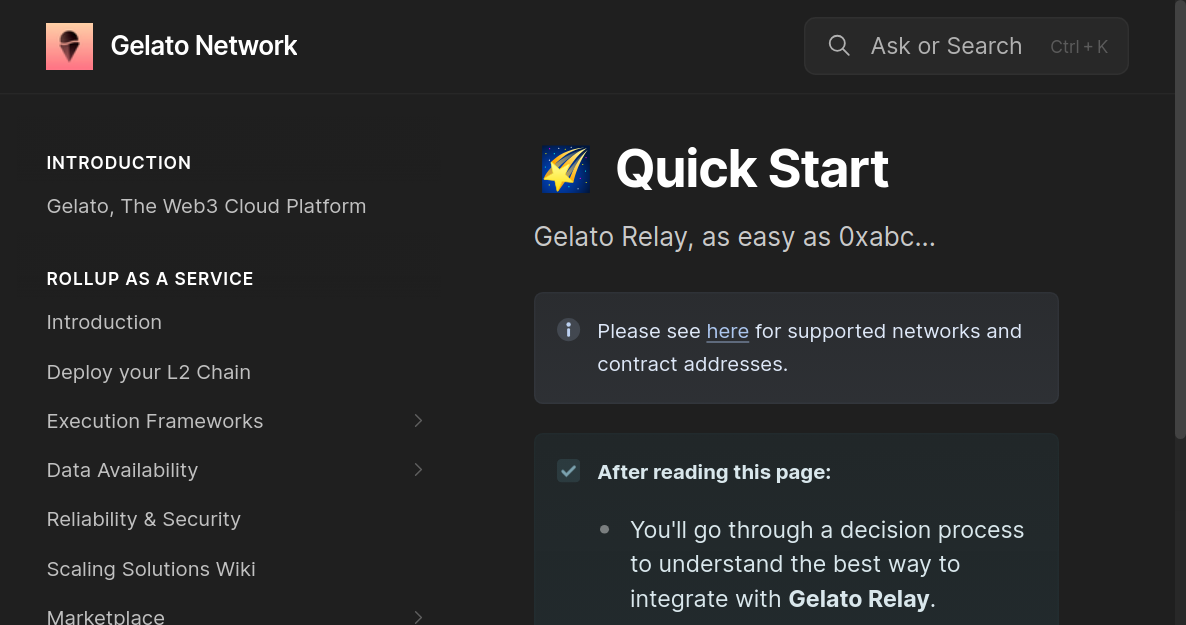 Gelato Network
Ask or Search Ctrl + K
INTRODUCTION
Gelato, The Web3 Cloud Platform
ROLLUP AS A SERVICE
Introduction
Deploy your L2 Chain
Execution Frameworks
Data Availability
Reliability & Security
Scaling Solutions Wiki
Marketplace
Quick Start
Gelato Relay, as easy as 0xabc...
Please see here for supported networks and
contract addresses.
After reading this page:
You'll go through a decision process
to understand the best way to
integrate with Gelato Relay.